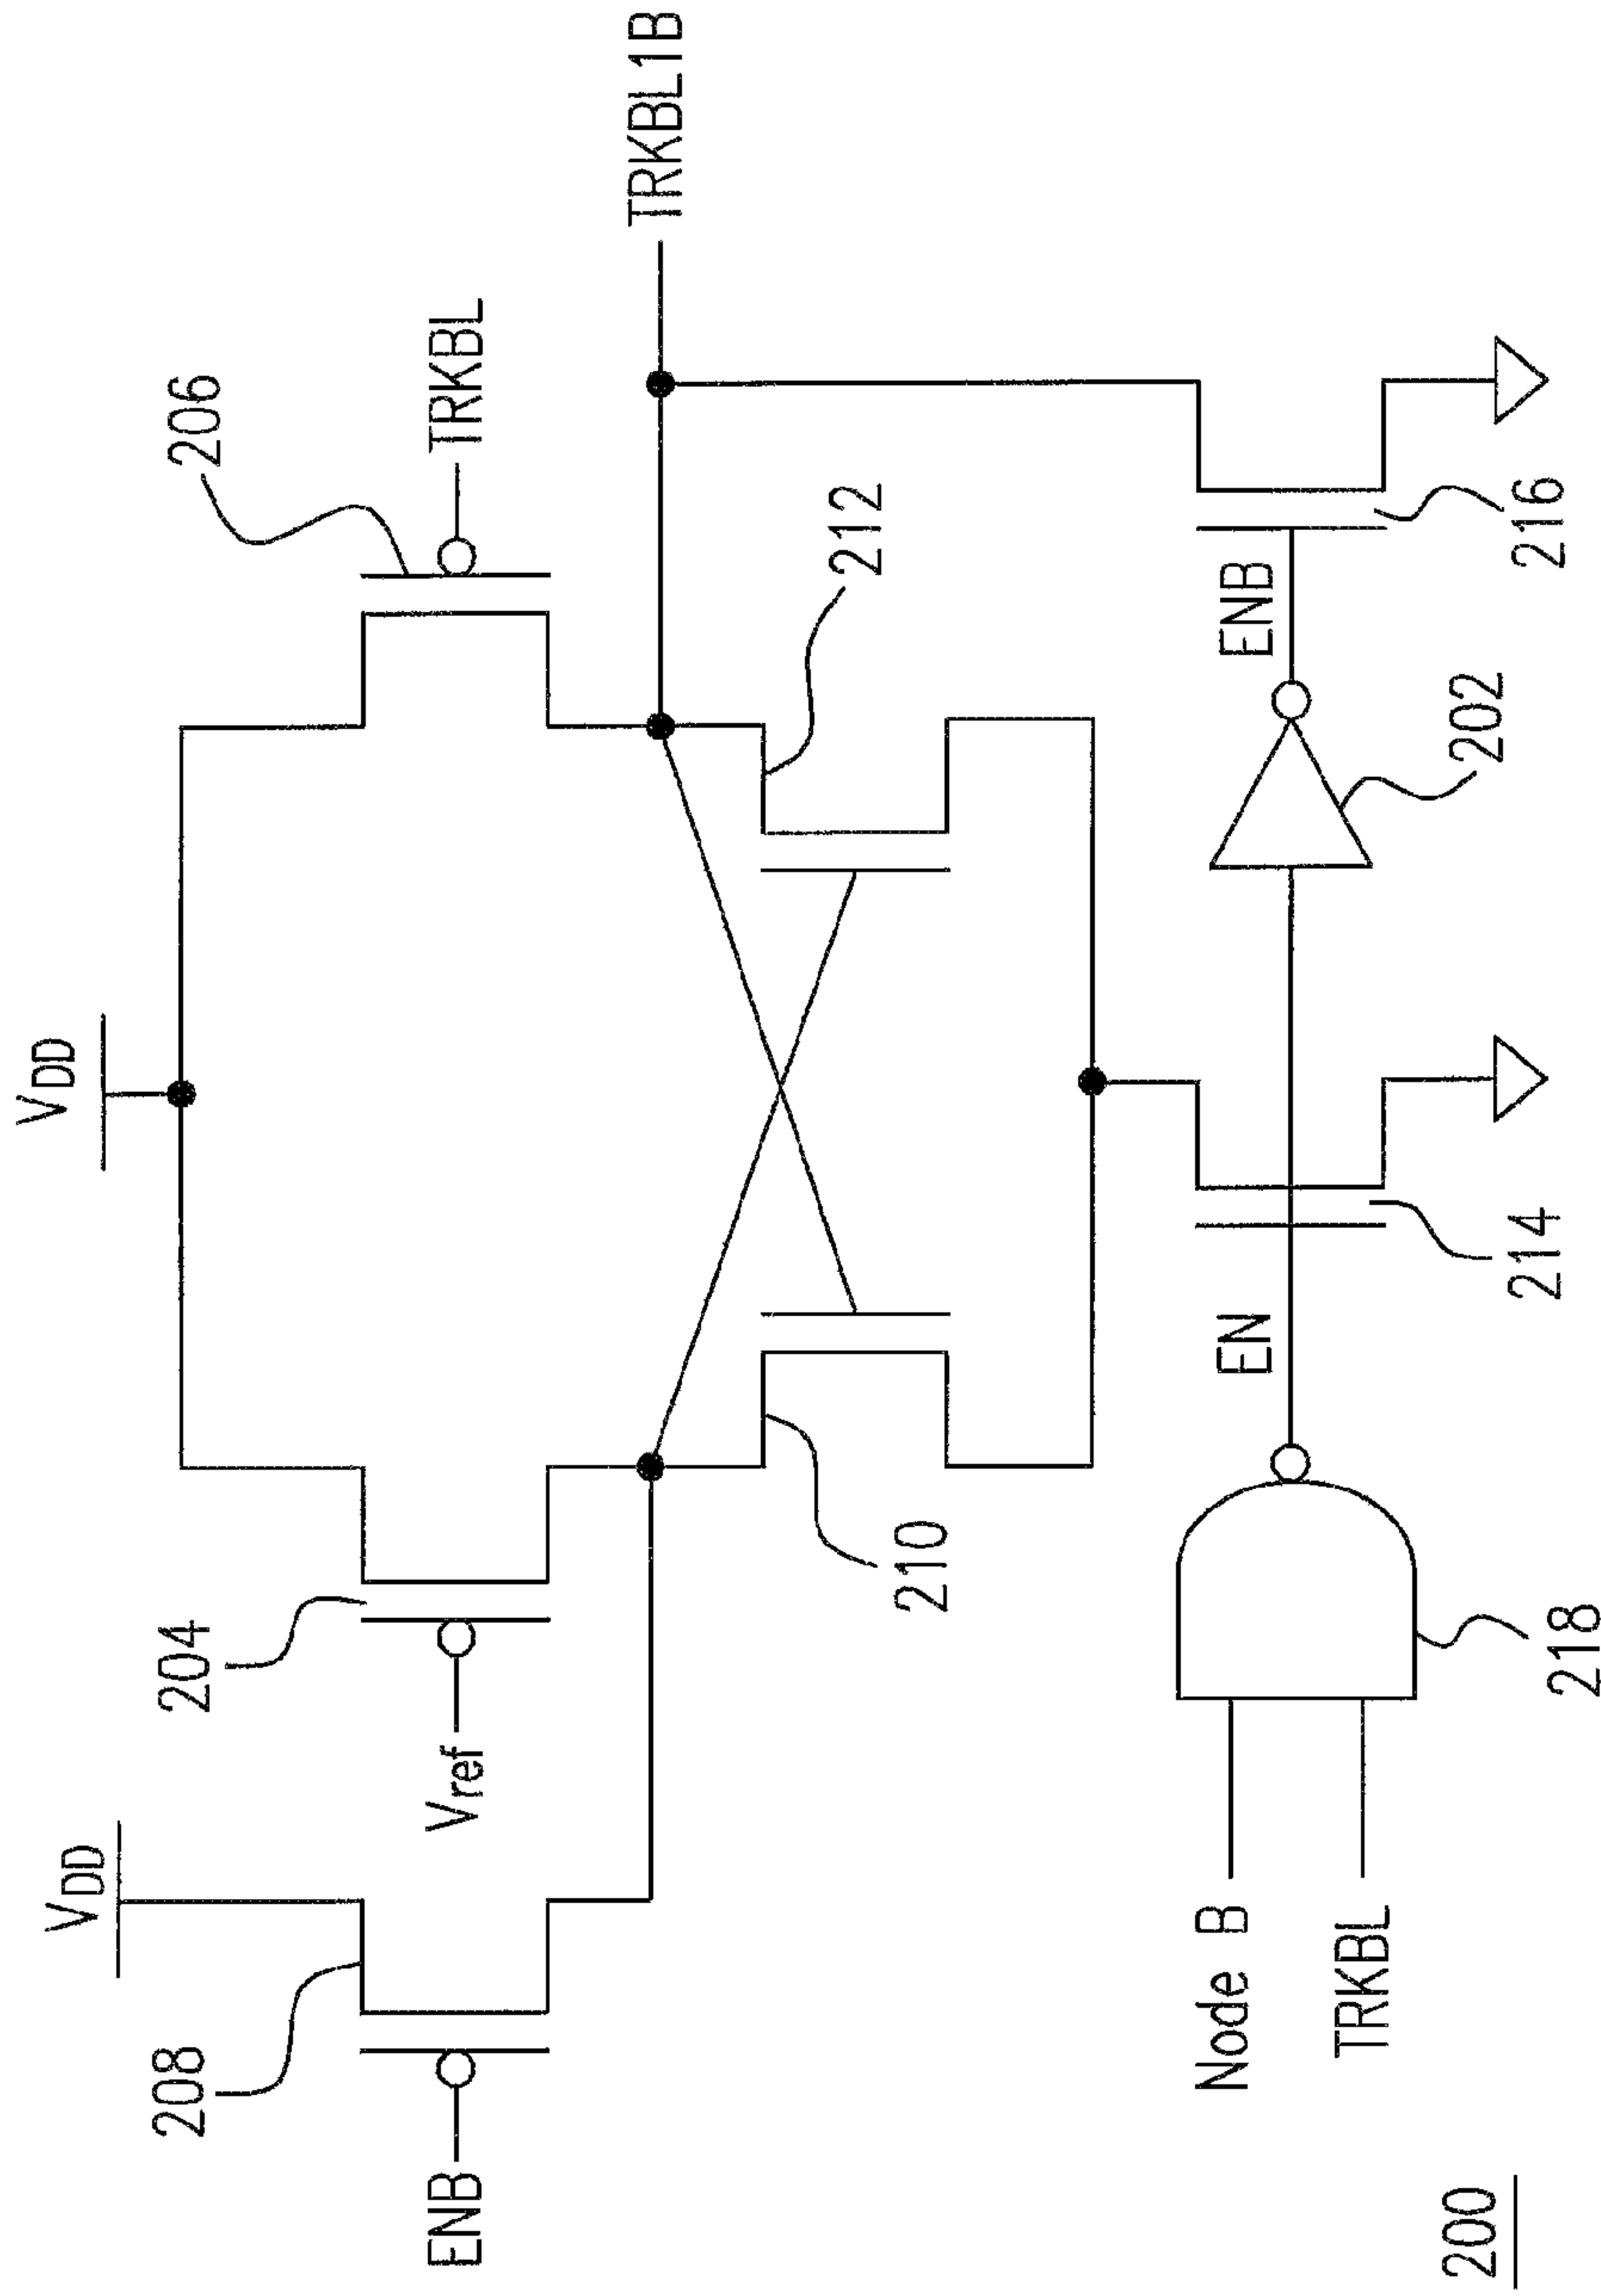 VDD
VDD
208
204
206
ENB
Vref
TRKBL
TRKBL1B
210
212
Node B
TRKBL
EN
ENB
218
214
202
216
200